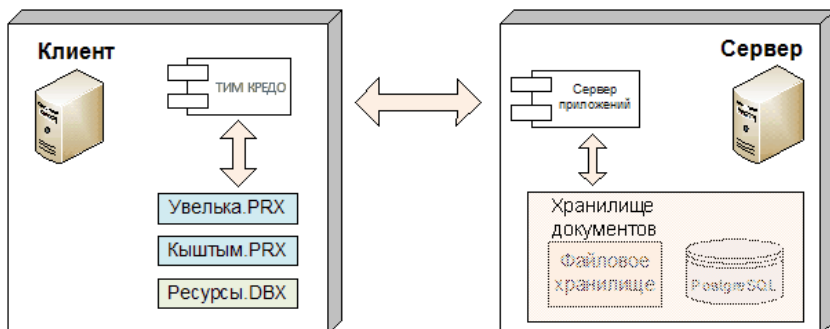 Клиент
ТИМ КРЕДО
Увелька.PRX
Кыштым.PRX
Ресурсы.DBX
Сервер
Сервер
приложений
Хранилище
документов
Файловое
хранилище
PostgreSQL